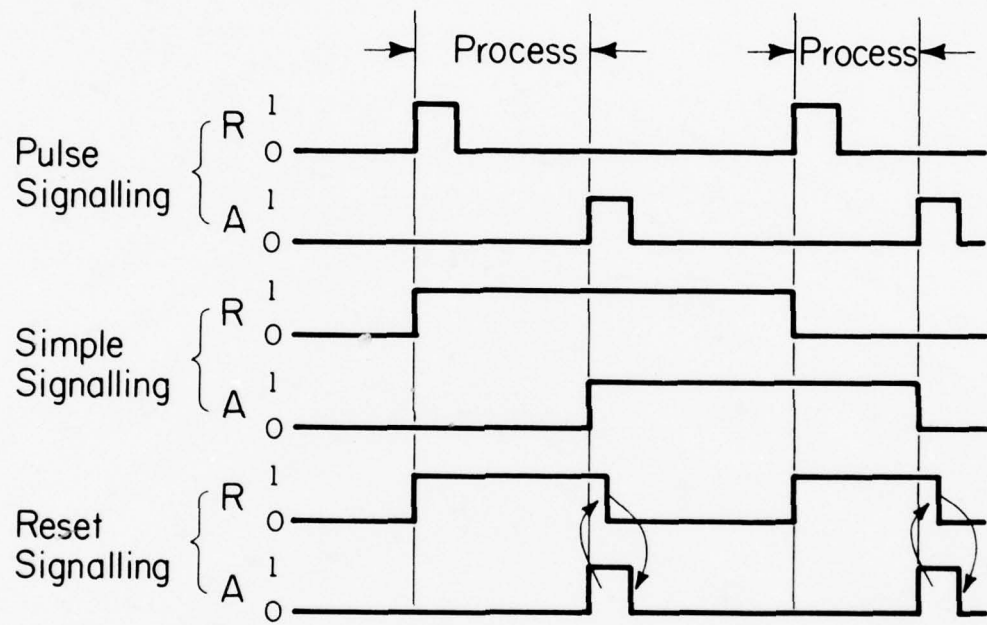 Process Process
Pulse Signalling
R 1 0
A 1 0
Simple Signalling
R 1 0
A 1 0
Reset Signalling
R 1 0
A 1 0